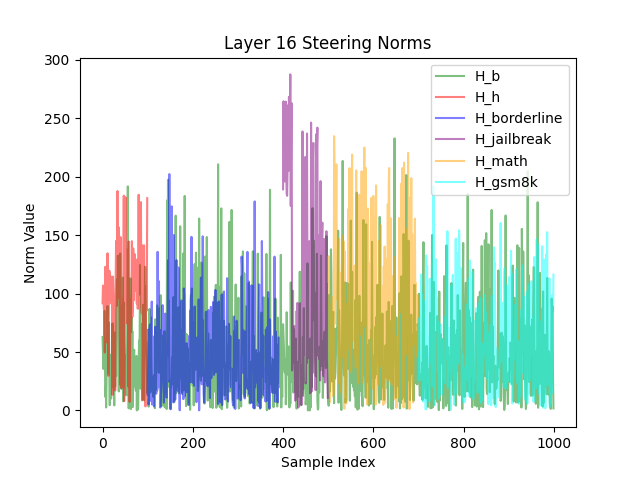 Layer 16 Steering Norms
300
250
200
150
100
50
0
Norm Value
H_b
H_h
H_borderline
H_jailbreak
H_math
H_gsm8k
0
200
400
600
800
1000
Sample Index